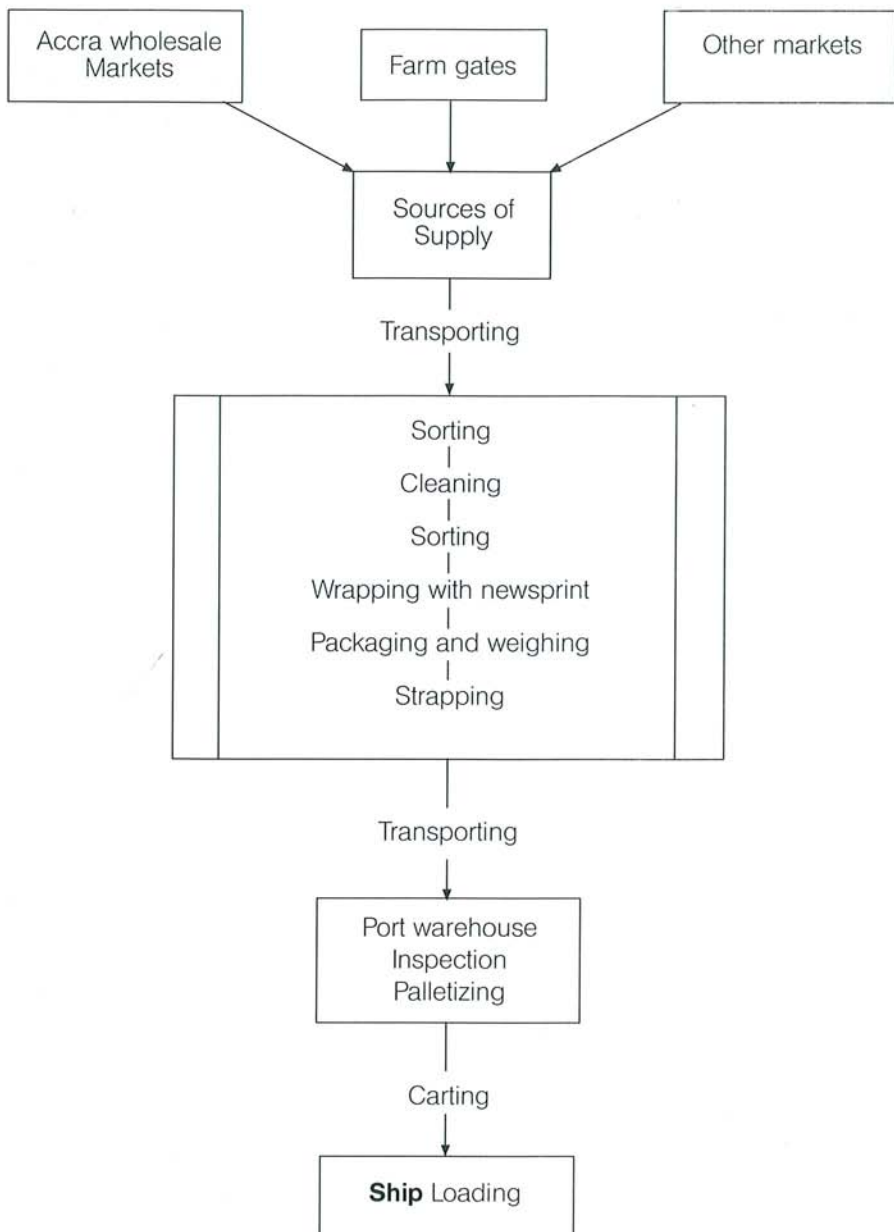 Accra wholesale
Markets
Farm gates
Other markets
Sources of
Supply
Transporting
Sorting
Cleaning
Sorting
Wrapping with newsprint
Packaging and weighing
Strapping
Transporting
Port warehouse
Inspection
Palletizing
Carting
Ship Loading